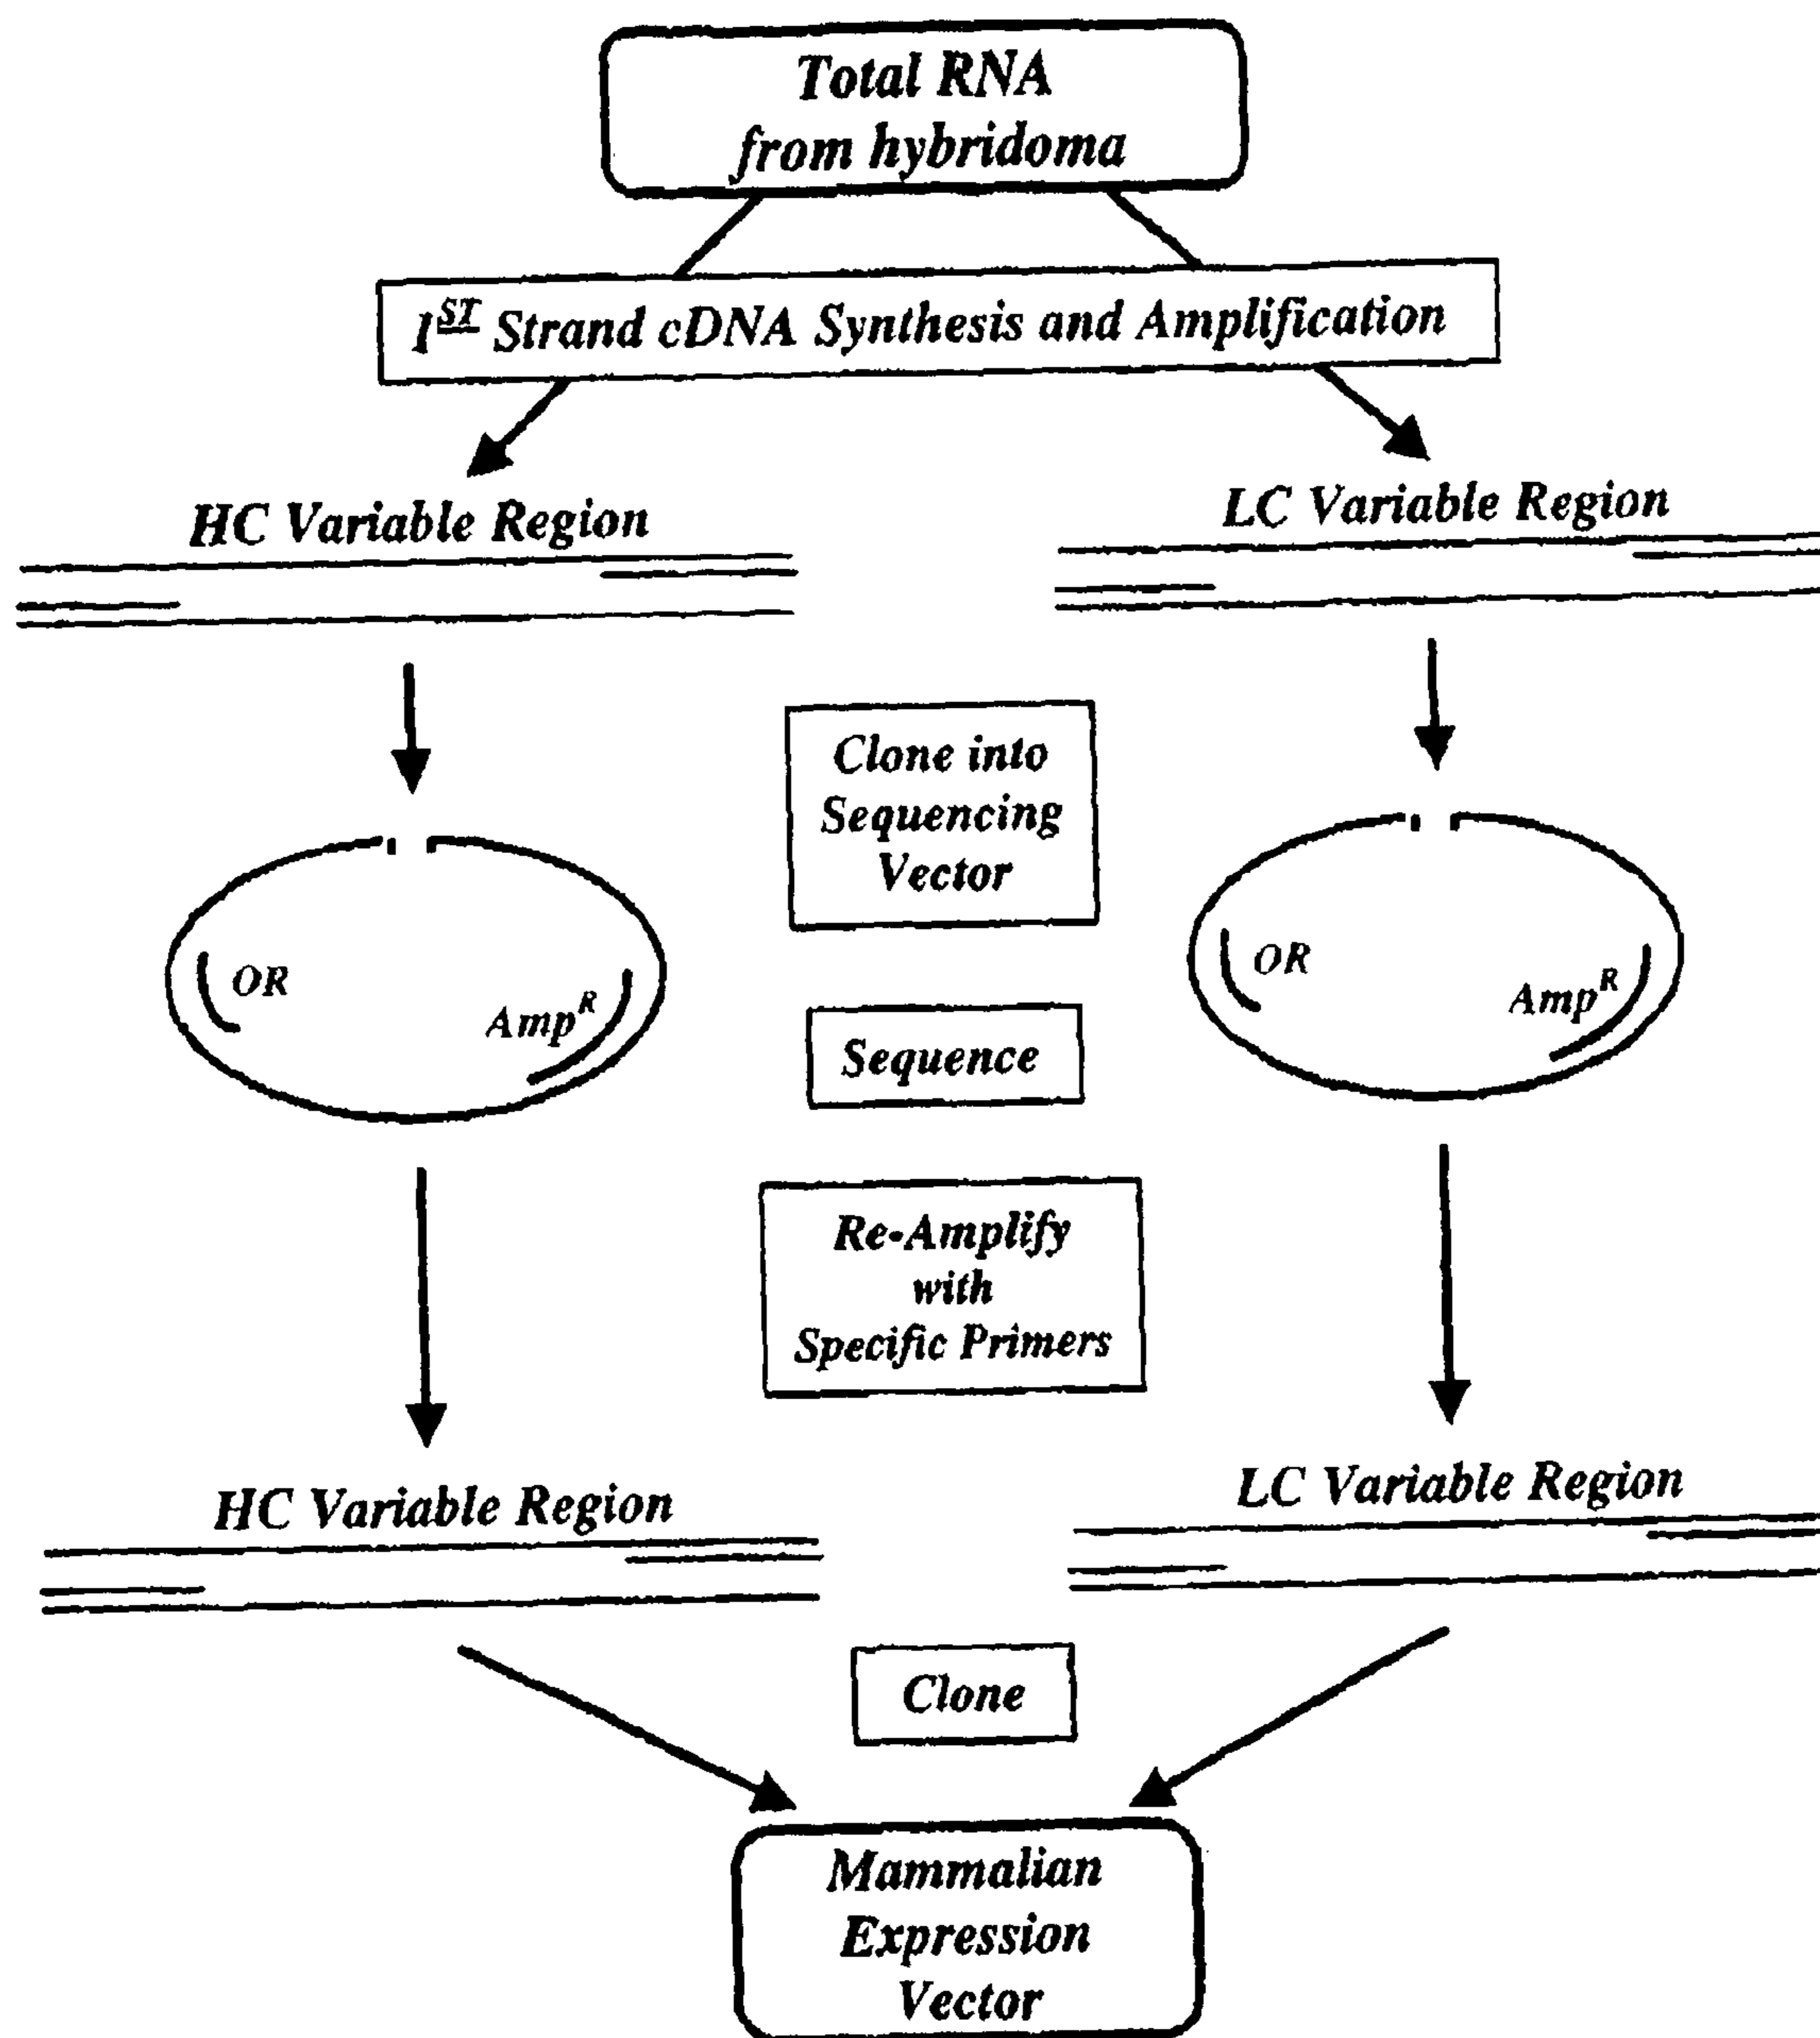 Total RNA
from hybridoma
1ST Strand cDNA Synthesis and Amplification
HC Variable Region
LC Variable Region
Clone into
Sequencing
Vector
OR
AmpR
OR
AmpR
Sequence
Re-Amplify
with
Specific Primers
HC Variable Region
LC Variable Region
Clone
Mammalian
Expression
Vector